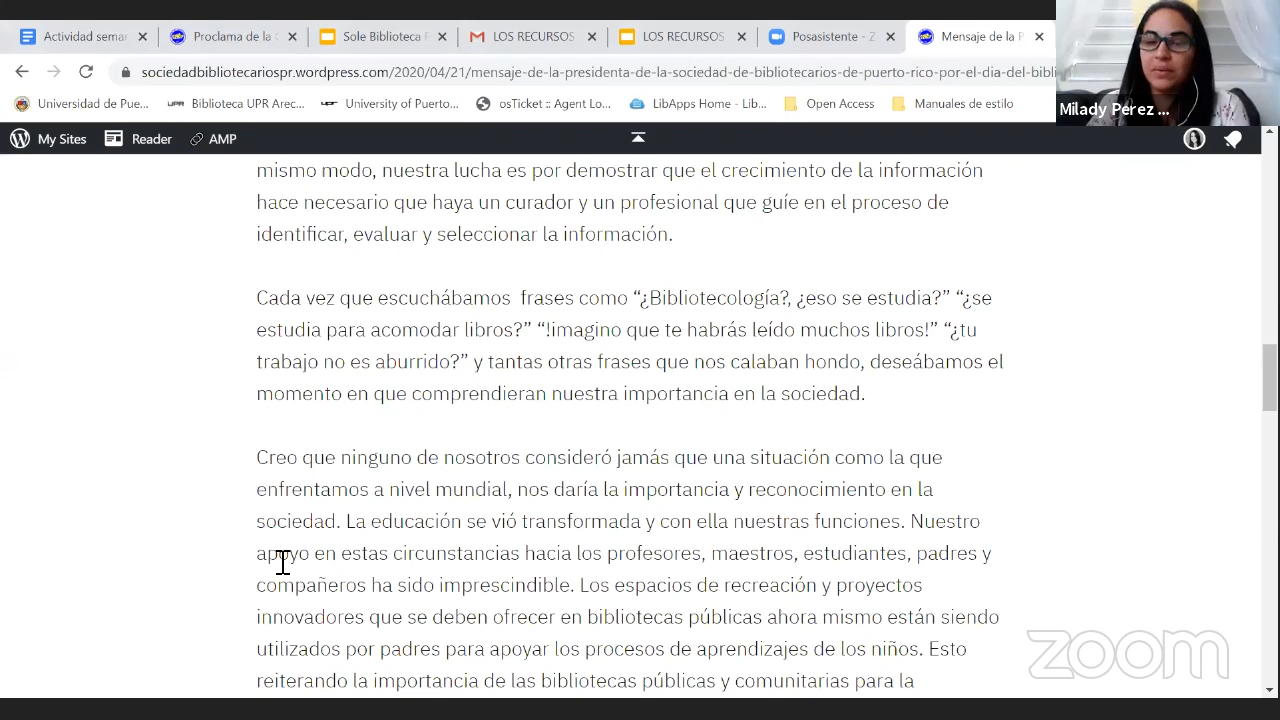 Actividad semar
Proclama de la
Sole Biblioteca F
LOS RECURSOS
LOS RECURSOS
Posasistente - Z
Mensaje de la P
sociedadbibliotecariospr.wordpress.com/2020/04/21/mensaje-de-la-presidenta-de-la-sociedad-de-bibliotecarios-de-puerto-rico-por-el-dia-del-bibl
Universidad de Pue...
Biblioteca UPR Arec...
University of Puerto...
osTicket :: Agent Lo...
LibApps Home - Lib...
Open Access
Manuales de estilo
Milady Perez ...
My Sites
Reader
AMP
mismo modo, nuestra lucha es por demostrar que el crecimiento de la información
hace necesario que haya un curador y un profesional que guíe en el proceso de
identificar, evaluar y seleccionar la información.
Cada vez que escuchábamos frases como “¿Bibliotecología?, ¿eso se estudia?” “¿se
estudia para acomodar libros?” “!imagino que te habrás leído muchos libros!” “¿tu
trabajo no es aburrido?” y tantas otras frases que nos calaban hondo, deseábamos el
momento en que comprendieran nuestra importancia en la sociedad.
Creo que ninguno de nosotros consideró jamás que una situación como la que
enfrentamos a nivel mundial, nos daría la importancia y reconocimiento en la
sociedad. La educación se vió transformada y con ella nuestras funciones. Nuestro
apoyo en estas circunstancias hacia los profesores, maestros, estudiantes, padres y
compañeros ha sido imprescindible. Los espacios de recreación y proyectos
innovadores que se deben ofrecer en bibliotecas públicas ahora mismo están siendo
utilizados por padres para apoyar los procesos de aprendizajes de los niños. Esto
reiterando la importancia de las bibliotecas públicas y comunitarias para la
zoom